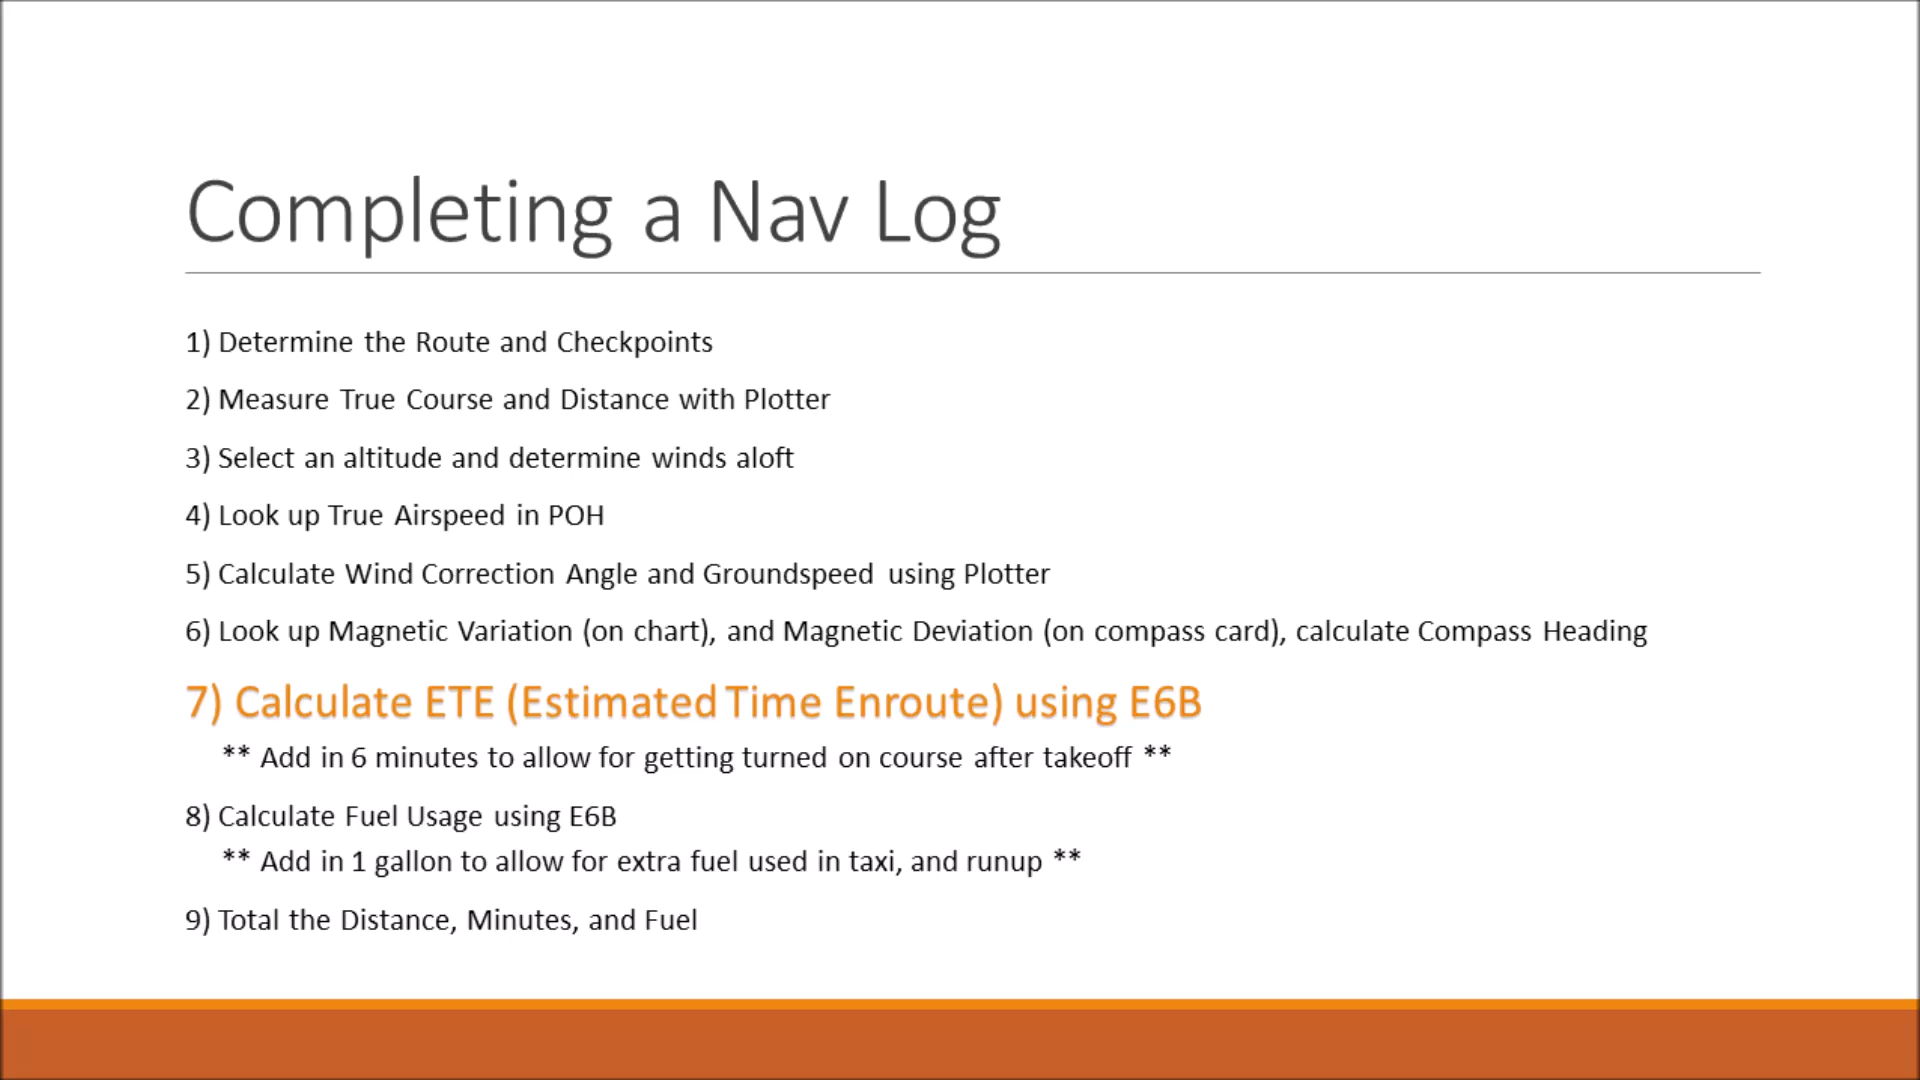 Completing a Nav Log
1) Determine the Route and Checkpoints
2) Measure True Course and Distance with Plotter
3) Select an altitude and determine winds aloft
4) Look up True Airspeed in POH
5) Calculate Wind Correction Angle and Groundspeed using Plotter
6) Look up Magnetic Variation (on chart), and Magnetic Deviation (on compass card), calculate Compass Heading
7) Calculate ETE (Estimated Time Enroute) using E6B
** Add in 6 minutes to allow for getting turned on course after takeoff **
8) Calculate Fuel Usage using E6B
** Add in 1 gallon to allow for extra fuel used in taxi, and runup **
9) Total the Distance, Minutes, and Fuel